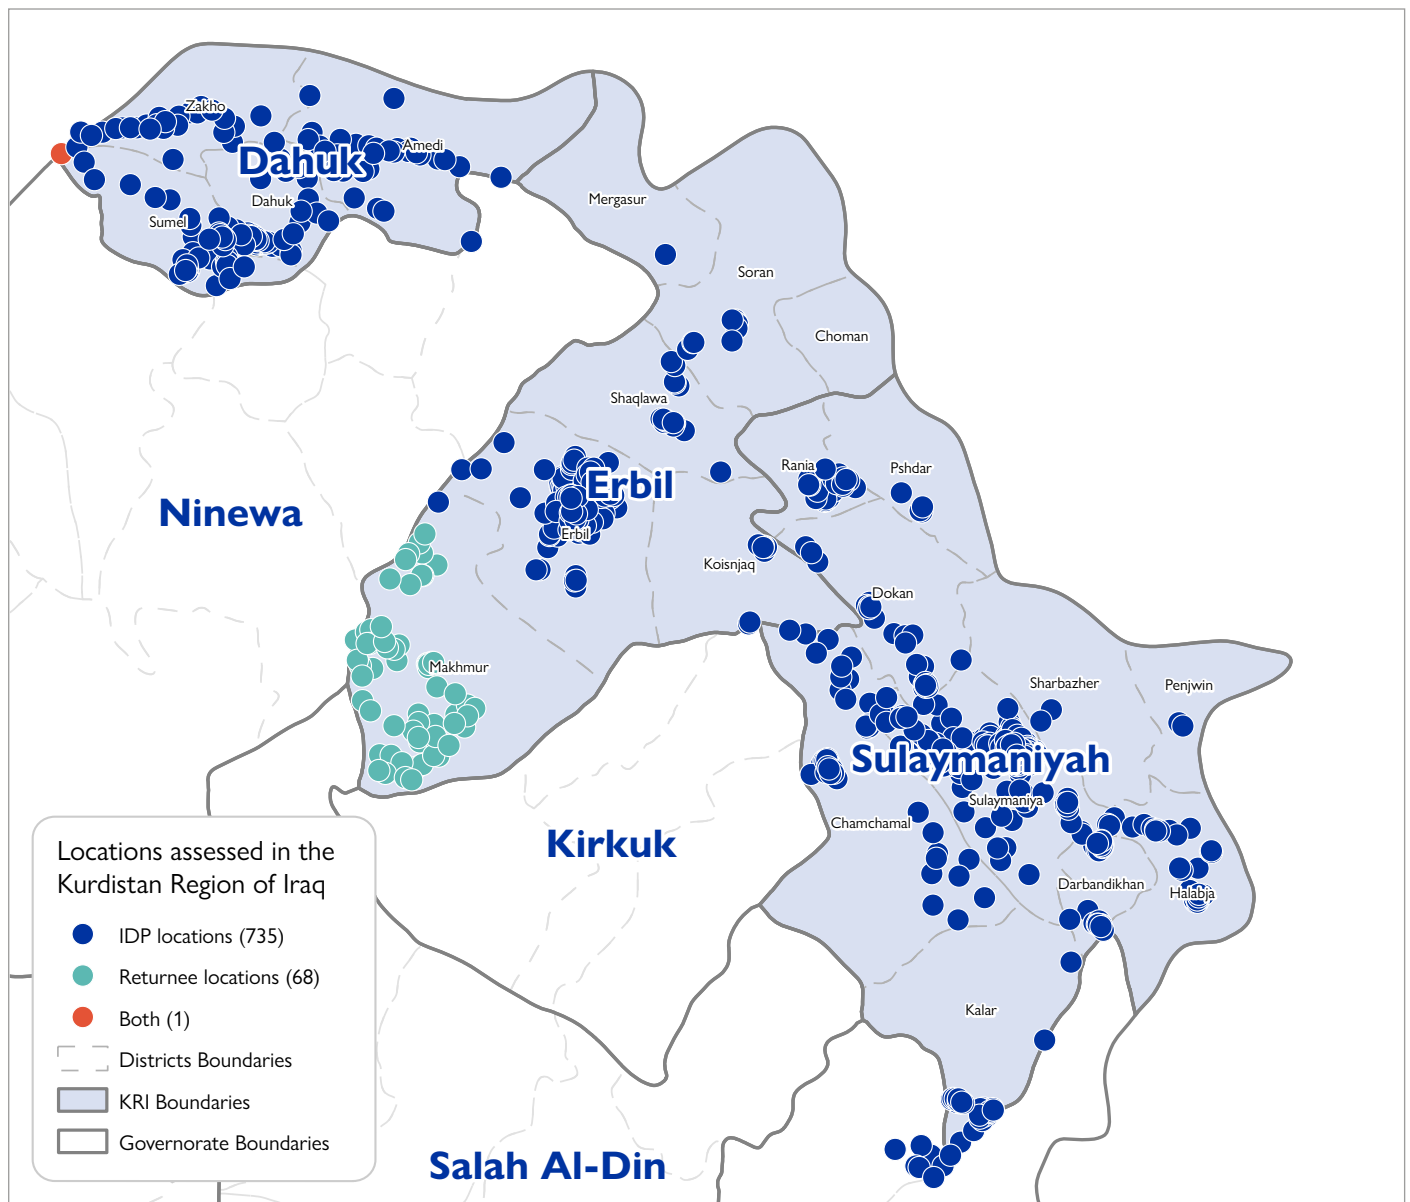 Zakho
Amedi
Dahuk
Dahuk
Sumel
Mergasur
Soran
Choman
Shaqlawa
Rania
Pshdar
Erbil
Ninewa
Erbil
Koisnjaq
Dokan
Makhmur
Sharbazher
Penjwin
Sulaymaniyah
Sulaymaniya
Chamchamal
Kirkuk
Darbandikhan
Halabja
Kalar
Salah Al-Din
Locations assessed in the
Kurdistan Region of Iraq
IDP locations (735)
Returnee locations (68)
Both (1)
Districts Boundaries
KRI Boundaries
Governorate Boundaries